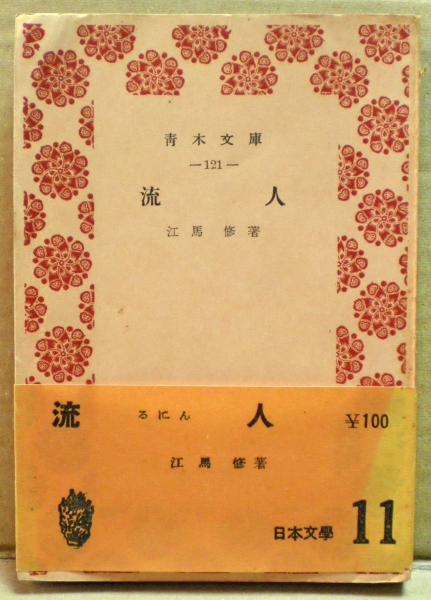 青木文庫
—121—
流人
江馬修著
流 るにん 人 ¥100
江馬修著
日本文學 11